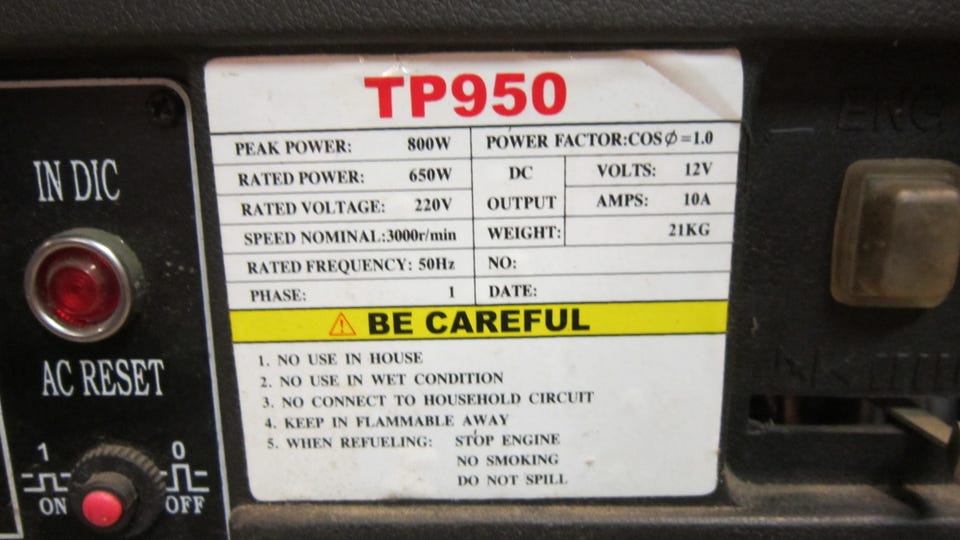 TP950
PEAK POWER: 800W
RATED POWER: 650W
RATED VOLTAGE: 220V
SPEED NOMINAL:3000r/min
RATED FREQUENCY: 50Hz
PHASE: 1
POWER FACTOR:COS∅=1.0
DC OUTPUT
VOLTS: 12V
AMPS: 10A
WEIGHT: 21KG
NO:
DATE:
⚠ BE CAREFUL
1. NO USE IN HOUSE
2. NO USE IN WET CONDITION
3. NO CONNECT TO HOUSEHOLD CIRCUIT
4. KEEP IN FLAMMABLE AWAY
5. WHEN REFUELING: STOP ENGINE
NO SMOKING
DO NOT SPILL
IN DIC
AC RESET
1 0
ON OFF
ENG